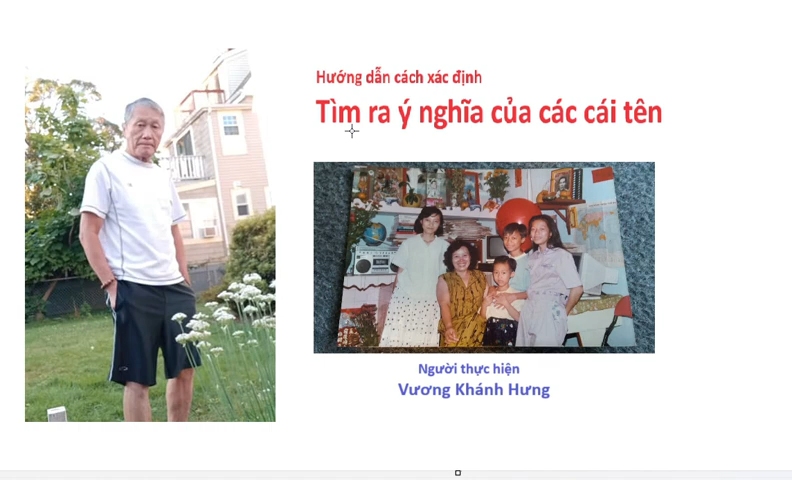 Hướng dẫn cách xác định
Tìm ra ý nghĩa của các cái tên
Người thực hiện
Vương Khánh Hưng